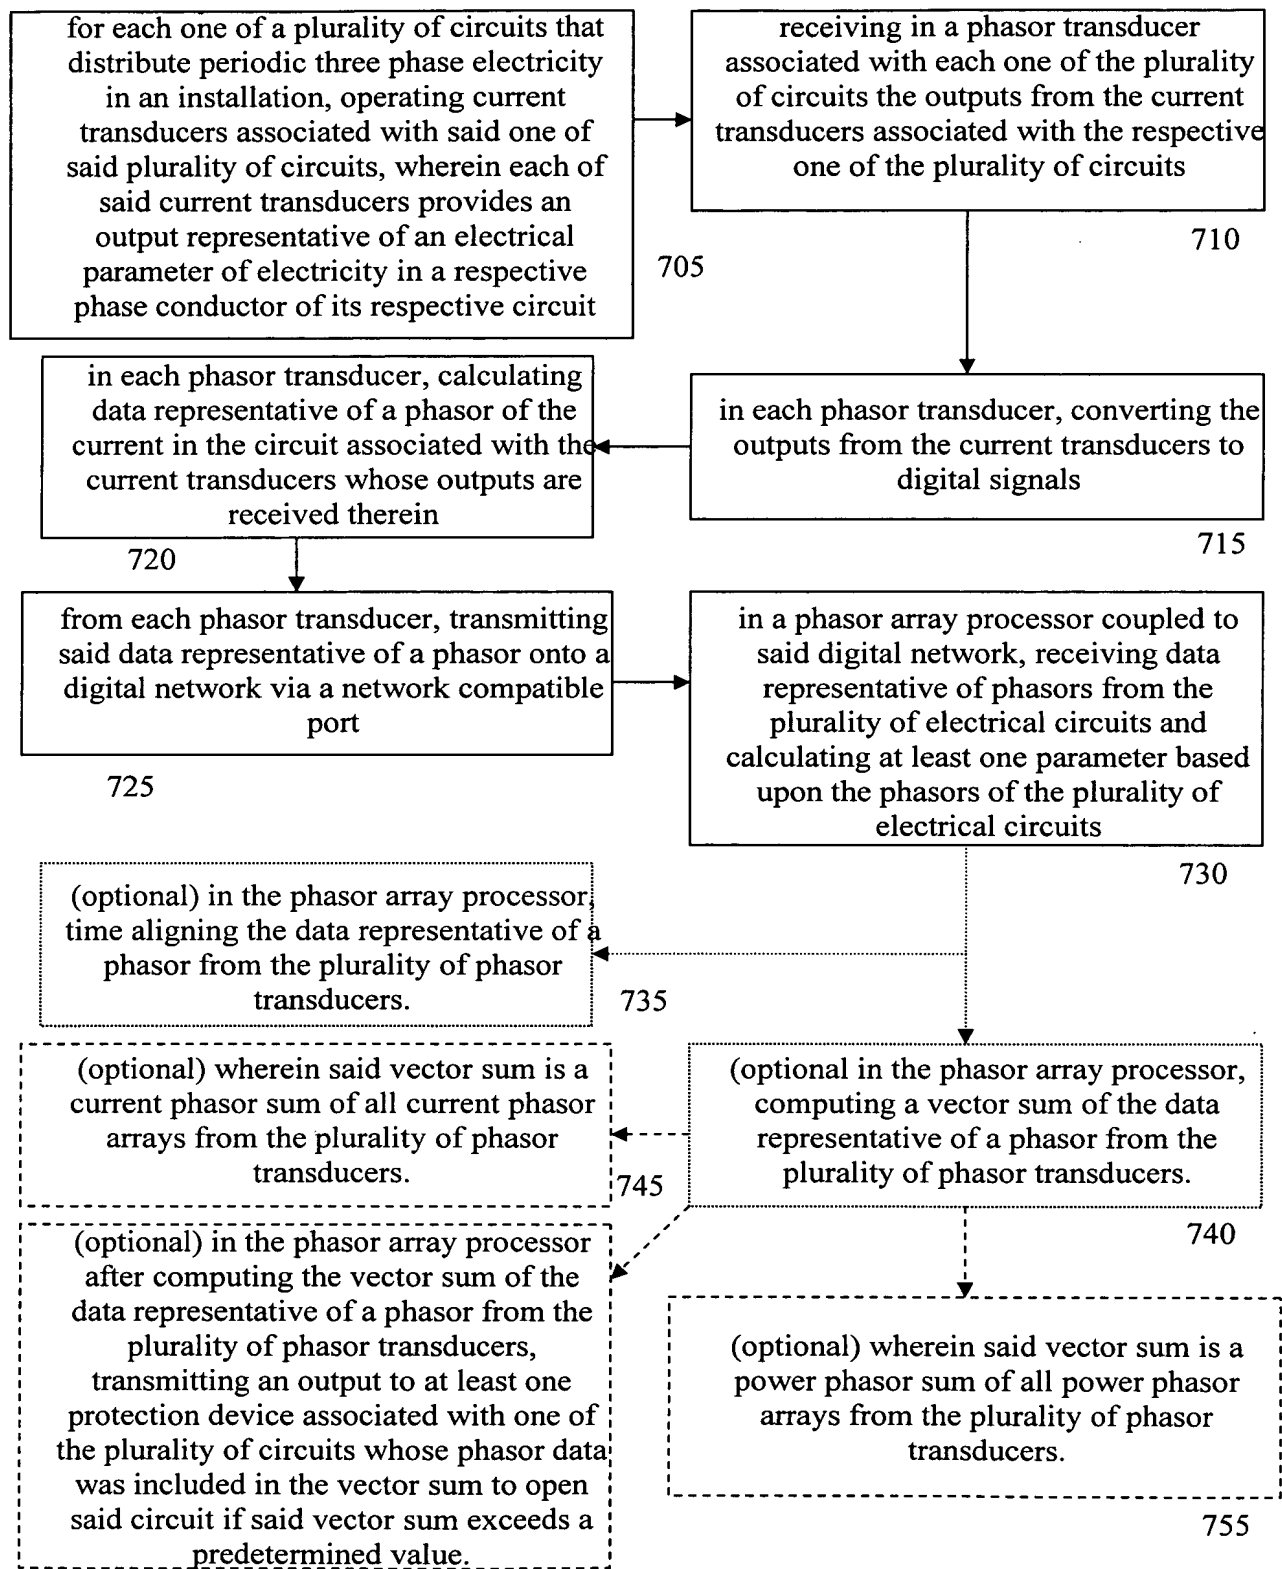 for each one of a plurality of circuits that
distribute periodic three phase electricity
in an installation, operating current
transducers associated with said one of
said plurality of circuits, wherein each of
said current transducers provides an
output representative of an electrical
parameter of electricity in a respective
phase conductor of its respective circuit
705
receiving in a phasor transducer
associated with each one of the plurality
of circuits the outputs from the current
transducers associated with the respective
one of the plurality of circuits
710
in each phasor transducer, converting the
outputs from the current transducers to
digital signals
715
in each phasor transducer, calculating
data representative of a phasor of the
current in the circuit associated with the
current transducers whose outputs are
received therein
720
from each phasor transducer, transmitting
said data representative of a phasor onto a
digital network via a network compatible
port
725
in a phasor array processor coupled to
said digital network, receiving data
representative of phasors from the
plurality of electrical circuits and
calculating at least one parameter based
upon the phasors of the plurality of
electrical circuits
730
(optional) in the phasor array processor,
time aligning the data representative of a
phasor from the plurality of phasor
transducers.
735
(optional in the phasor array processor,
computing a vector sum of the data
representative of a phasor from the
plurality of phasor transducers.
740
(optional) wherein said vector sum is a
current phasor sum of all current phasor
arrays from the plurality of phasor
transducers.
745
(optional) in the phasor array processor
after computing the vector sum of the
data representative of a phasor from the
plurality of phasor transducers,
transmitting an output to at least one
protection device associated with one of
the plurality of circuits whose phasor data
was included in the vector sum to open
said circuit if said vector sum exceeds a
predetermined value.
(optional) wherein said vector sum is a
power phasor sum of all power phasor
arrays from the plurality of phasor
transducers.
755